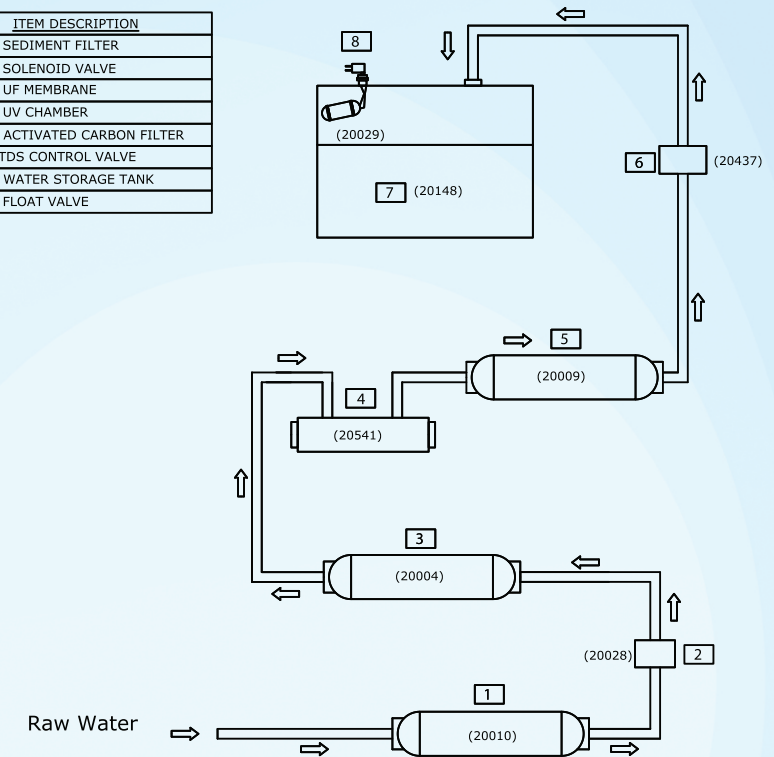 ITEM DESCRIPTION
SEDIMENT FILTER
SOLENOID VALVE
UF MEMBRANE
UV CHAMBER
ACTIVATED CARBON FILTER
TDS CONTROL VALVE
WATER STORAGE TANK
FLOAT VALVE
8
(20029)
7 (20148)
6 (20437)
5
(20009)
4
(20541)
3
(20004)
(20028) 2
1
Raw Water
(20010)